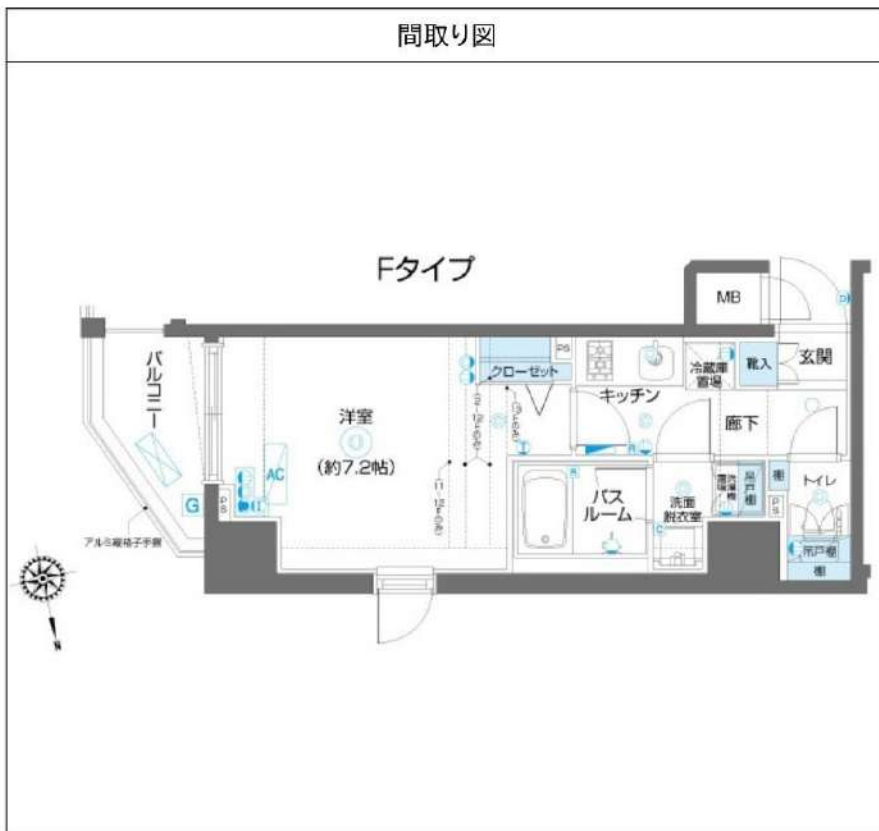 間取り図
Fタイプ
MB
D
バルコニー
洋室
(約7.2帖)
クローゼット
PS
キッチン
冷蔵庫
置場
靴入
玄関
廊下
AC
G
PS
R
バス
ルーム
洗面
脱衣室
C
吊戸棚
棚
PS
トイレ
吊戸棚
棚
アルミ縦格子手摺
N